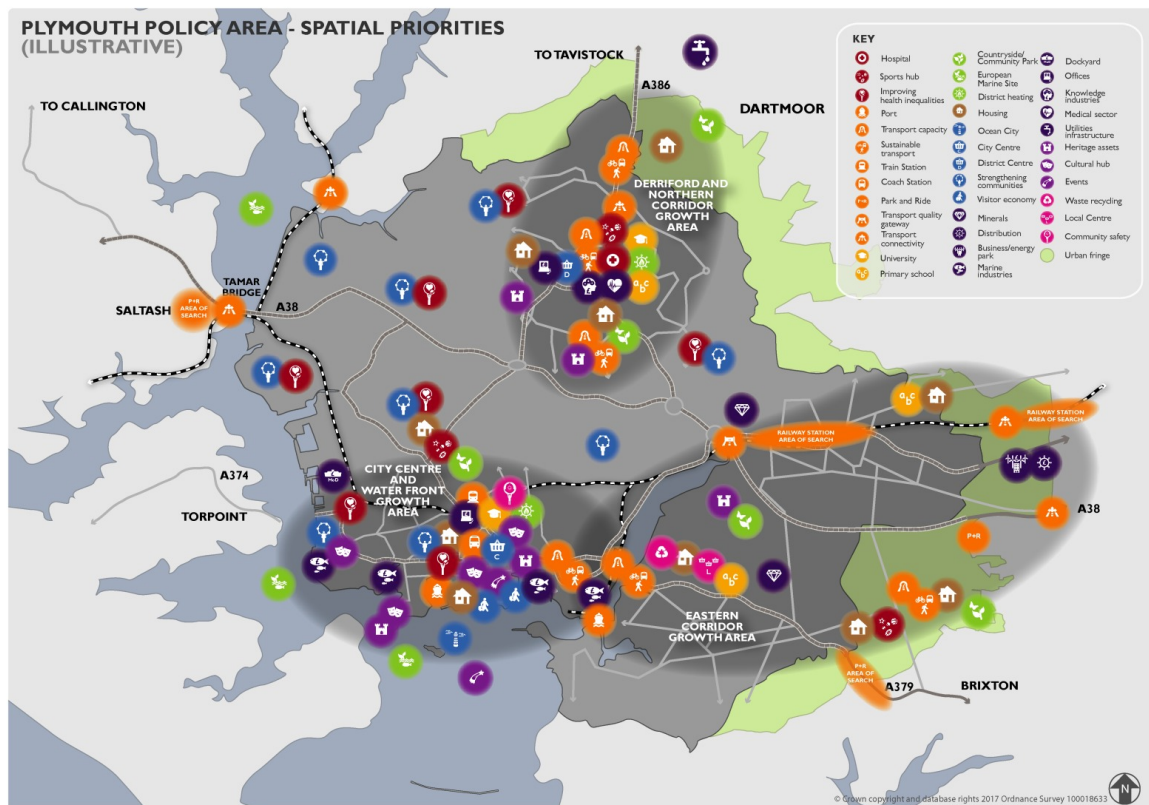 PLYMOUTH POLICY AREA - SPATIAL PRIORITIES
(ILLUSTRATIVE)
TO TAVISTOCK
A386
TO CALLINGTON
DARTMOOR
DERRIFORD AND
NORTHERN
CORRIDOR GROWTH
AREA
D
abc
TAMAR
BRIDGE
SALTASH
P+R
AREA OF
SEARCH
A38
abc
RAILWAY STATION
AREA OF SEARCH
RAILWAY STATION
AREA OF SEARCH
A374
TORPOINT
MoD
CITY CENTRE
AND
WATER FRONT
GROWTH
AREA
C
A38
P+R
L
abc
EASTERN
CORRIDOR
GROWTH AREA
P+R
AREA OF
SEARCH
A379
BRIXTON
KEY
Hospital
Sports hub
Improving
health inequalities
Port
Transport capacity
Sustainable
transport
Train Station
Coach Station
P+R
Park and Ride
Transport quality
gateway
Transport
connectivity
University
abc
Primary school
Countryside/
Community Park
European
Marine Site
District heating
Housing
Ocean City
City Centre
District Centre
Strengthening
communities
Visitor economy
Minerals
Distribution
Business/energy
park
Marine
industries
Dockyard
Offices
Knowledge
industries
Medical sector
Utilities
infrastructure
Heritage assets
Cultural hub
Events
Waste recycling
Local Centre
Community safety
Urban fringe
© Crown copyright and database rights 2017 Ordnance Survey 100018633
N